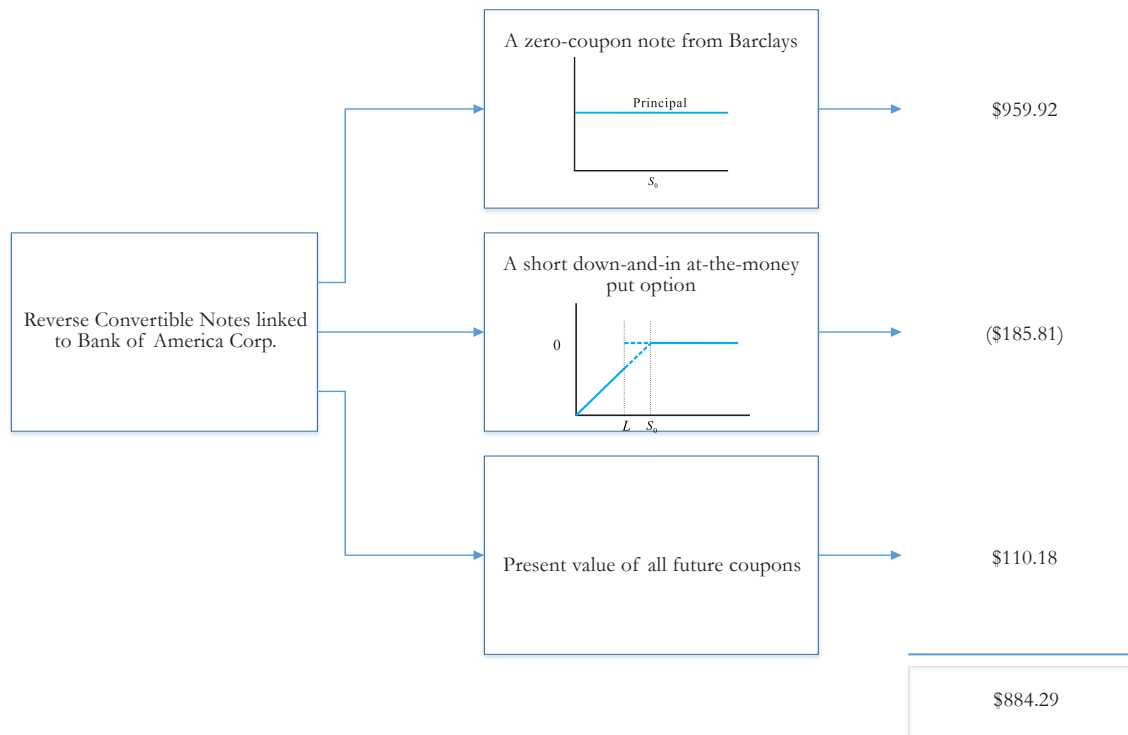 A zero-coupon note from Barclays
Principal
S₀
$959.92
Reverse Convertible Notes linked
to Bank of America Corp.
A short down-and-in at-the-money
put option
0
L S₀
($185.81)
Present value of all future coupons
$110.18
$884.29